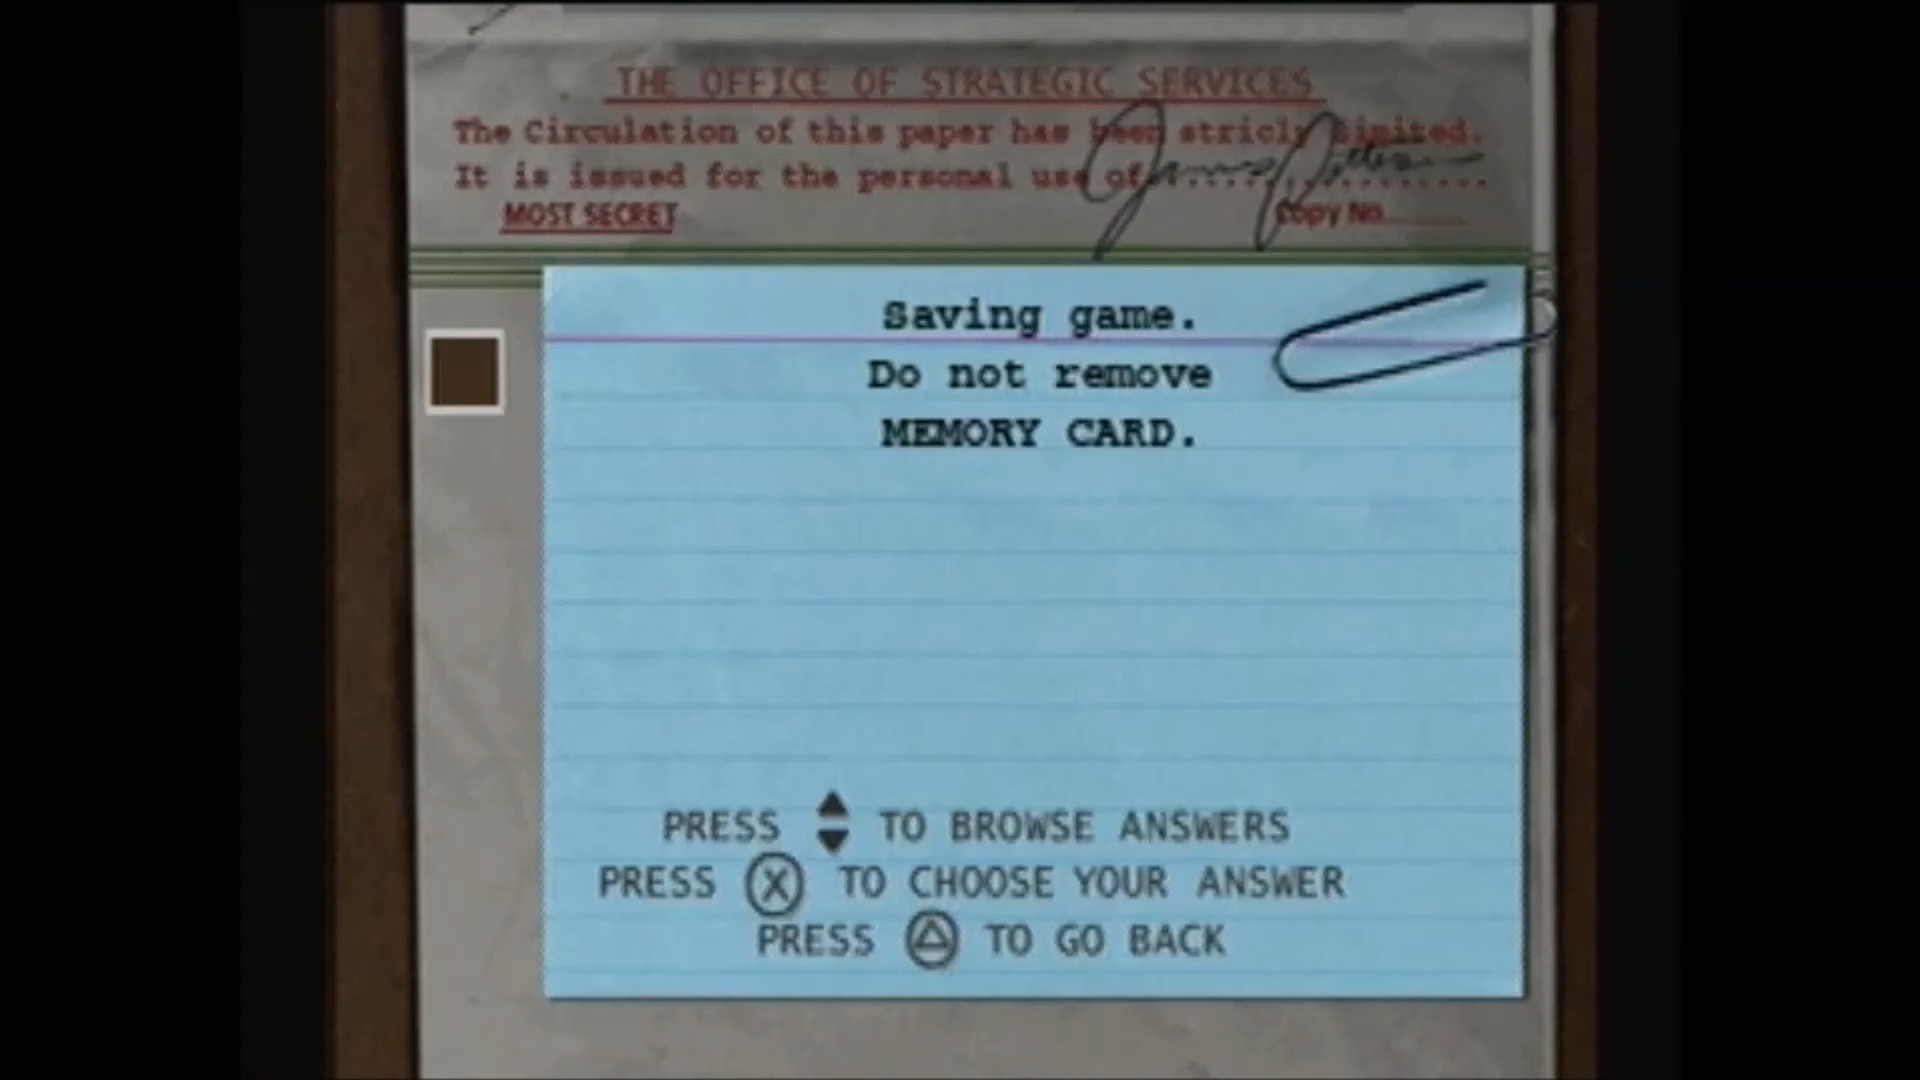 THE OFFICE OF STRATEGIC SERVICES
The Circulation of this paper has been stricly limited.
It is issued for the personal use of..................
MOST SECRET
Copy No.........
Saving game.
Do not remove
MEMORY CARD.
PRESS TO BROWSE ANSWERS
PRESS X TO CHOOSE YOUR ANSWER
PRESS TO GO BACK